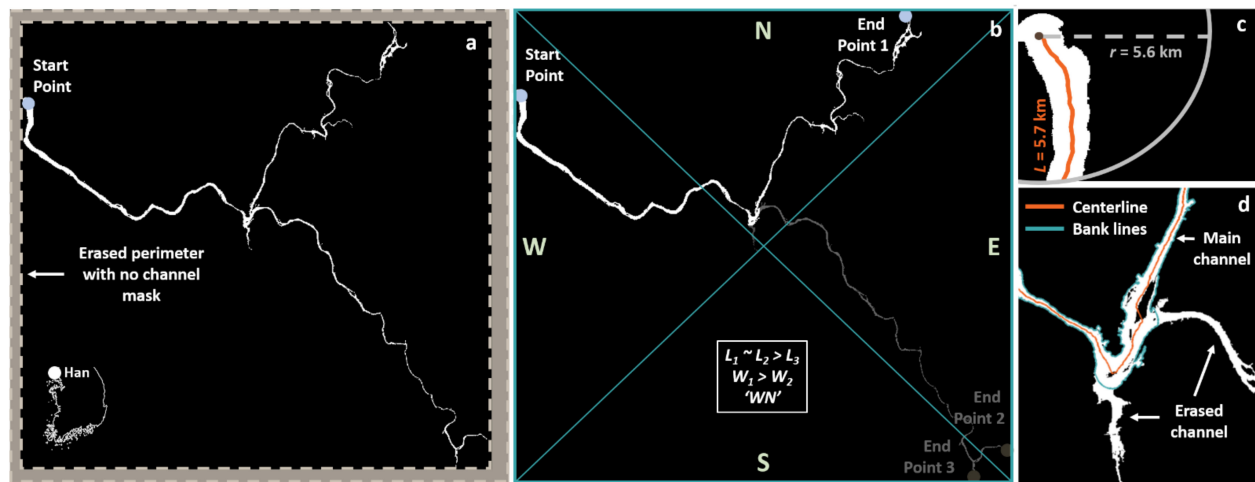 a
Start
Point
Erased perimeter
with no channel
mask
Han
b
N
End
Point 1
Start
Point
W
E
L₁ ~ L₂ > L₃
W₁ > W₂
‘WN’
End
Point 2
End
Point 3
S
c
r = 5.6 km
L = 5.7 km
d
Centerline
Bank lines
Main
channel
Erased
channel